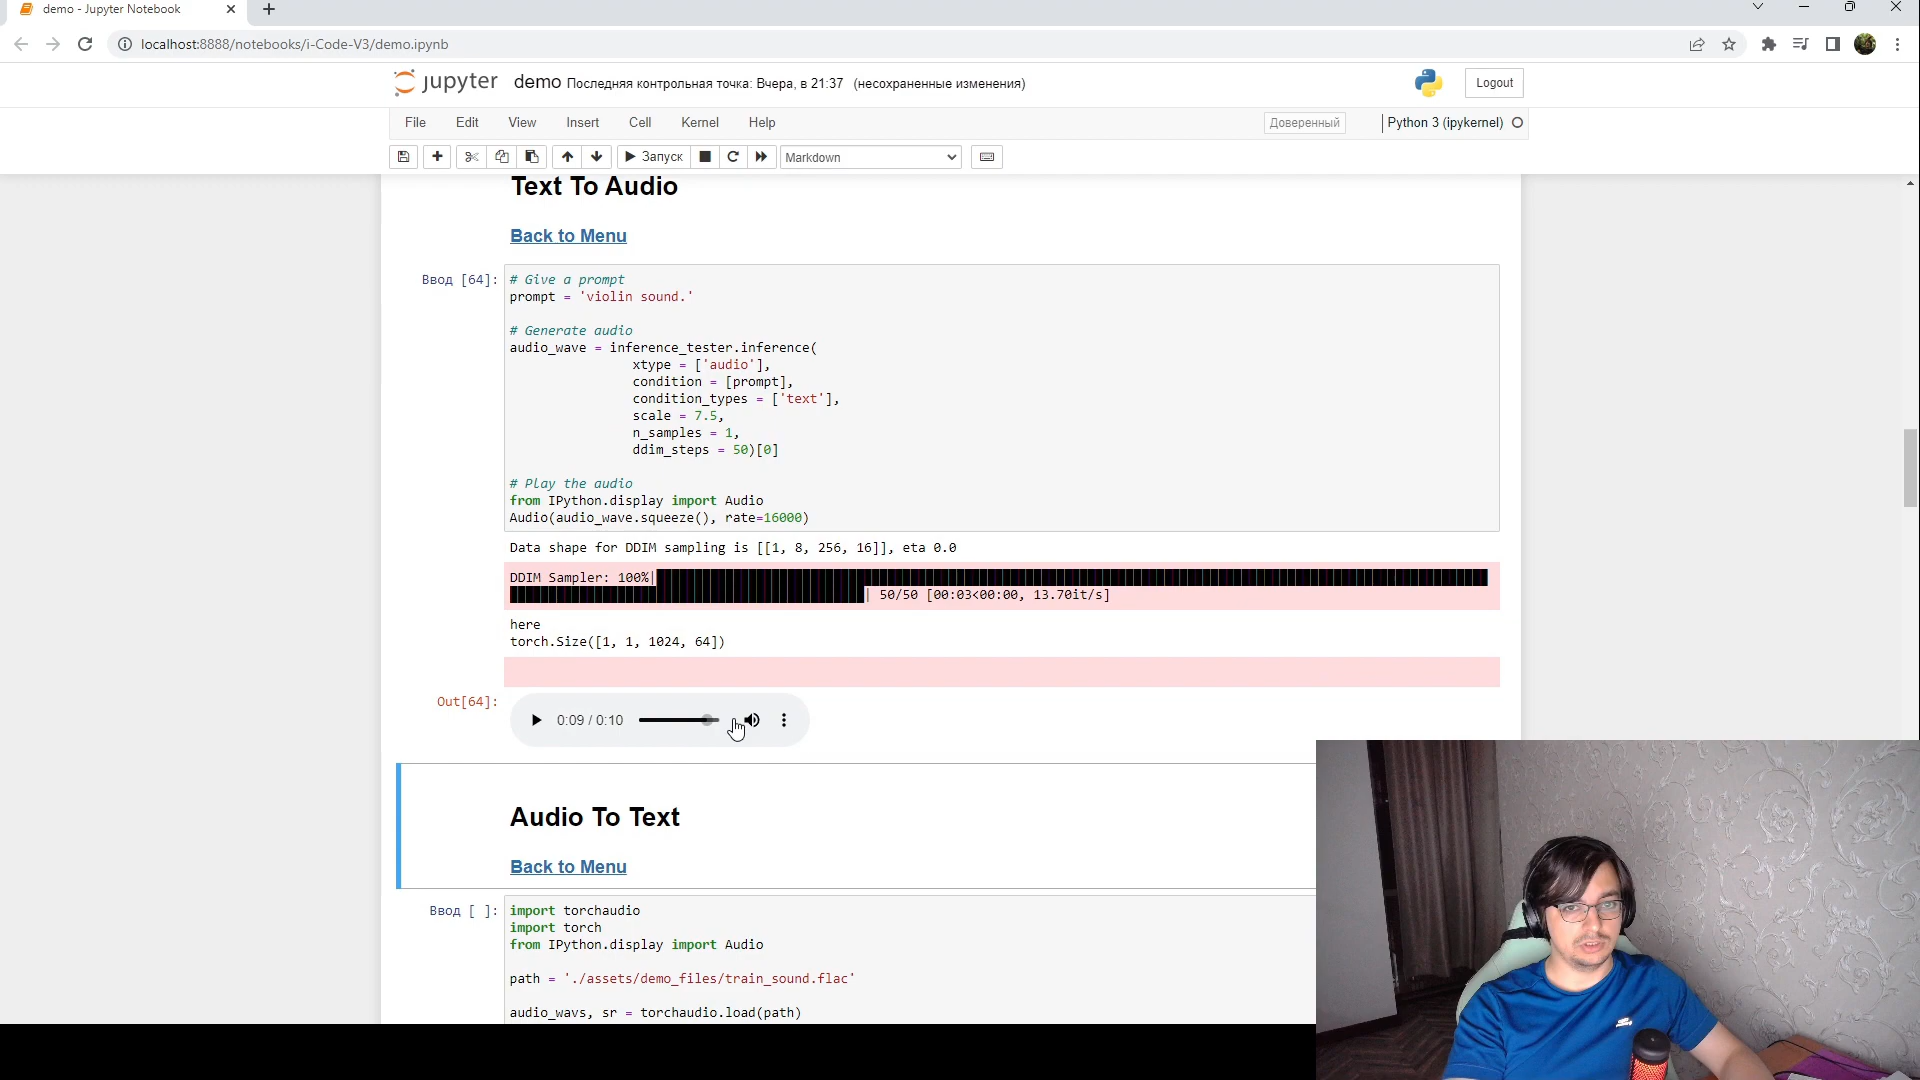 demo - Jupyter Notebook
localhost:8888/notebooks/i-Code-V3/demo.ipynb
jupyter demo Последняя контрольная точка: Вчера, в 21:37 (несохраненные изменения)
Logout
File Edit View Insert Cell Kernel Help
Доверенный
Python 3 (ipykernel)
Запуск
Markdown
Text To Audio
Back to Menu
Ввод [64]:
# Give a prompt
prompt = 'violin sound.'
# Generate audio
audio_wave = inference_tester.inference(
xtype = ['audio'],
condition = [prompt],
condition_types = ['text'],
scale = 7.5,
n_samples = 1,
ddim_steps = 50)[0]
# Play the audio
from IPython.display import Audio
Audio(audio_wave.squeeze(), rate=16000)
Data shape for DDIM sampling is [[1, 8, 256, 16]], eta 0.0
DDIM Sampler: 100%|
| 50/50 [00:03<00:00, 13.70it/s]
here
torch.Size([1, 1, 1024, 64])
Out[64]:
0:09 / 0:10
Audio To Text
Back to Menu
Ввод [ ]:
import torchaudio
import torch
from IPython.display import Audio
path = './assets/demo_files/train_sound.flac'
audio_wavs, sr = torchaudio.load(path)